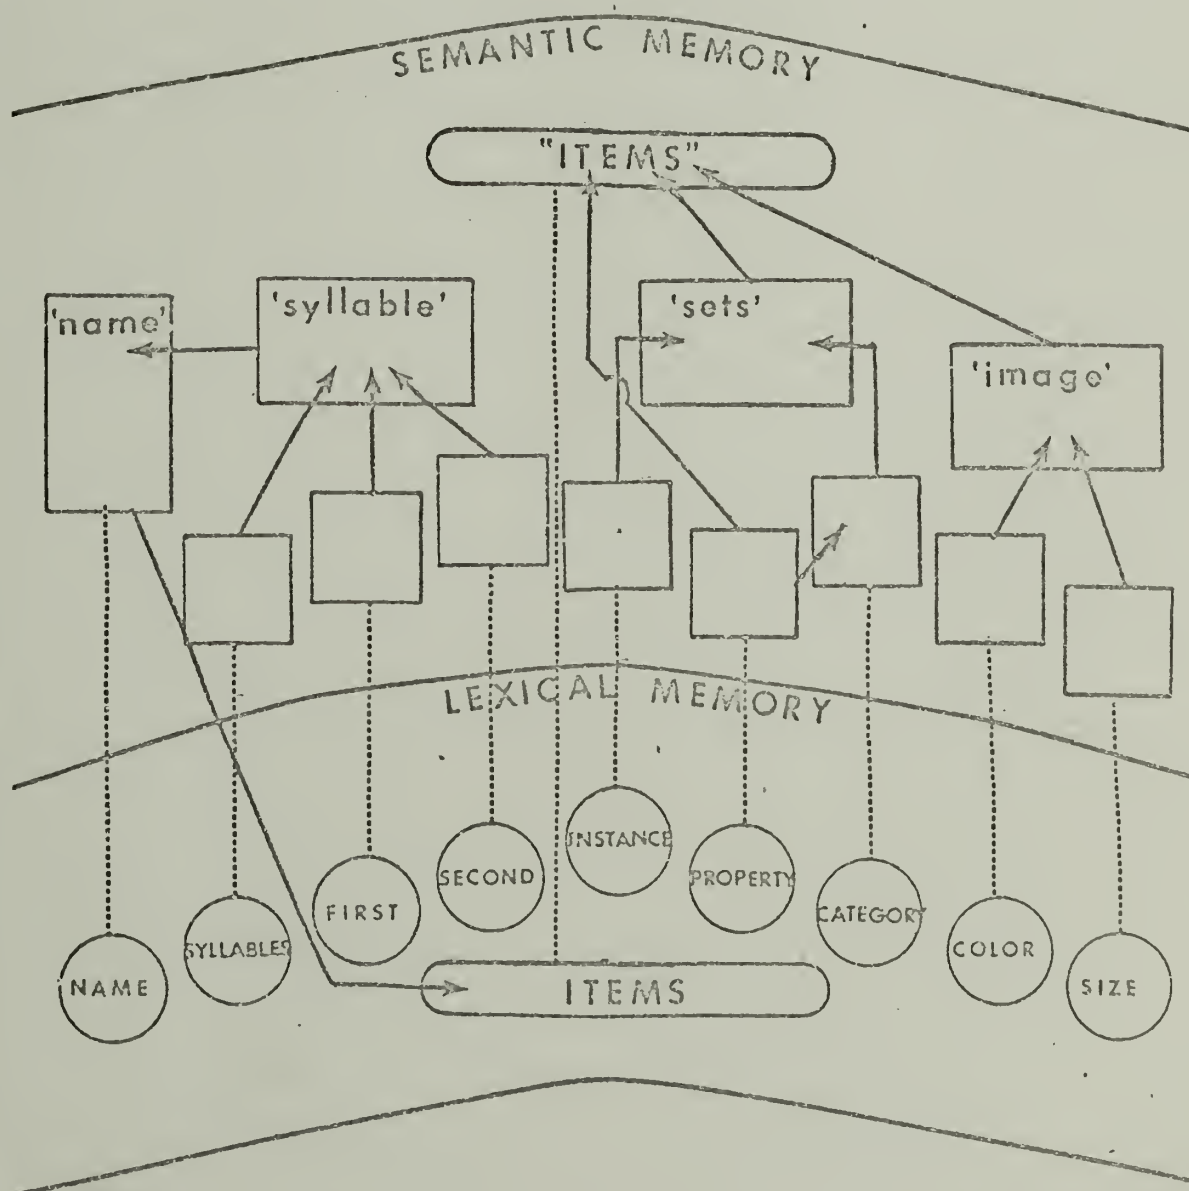 SEMANTIC MEMORY
"ITEMS"
'name'
'syllable'
'sets'
'image'
LEXICAL MEMORY
NAME
SYLLABLES
FIRST
SECOND
INSTANCE
PROPERTY
CATEGORY
COLOR
SIZE
ITEMS